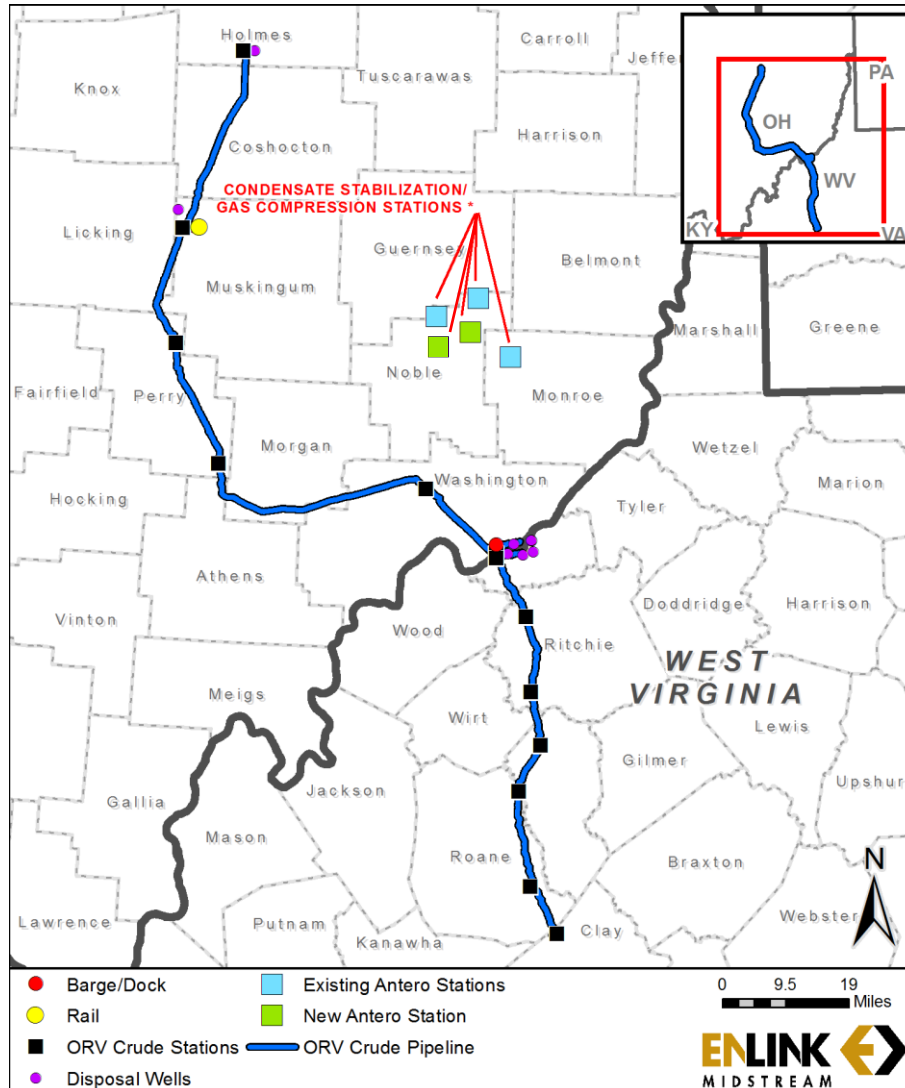 Holmes
Carroll
Jeffe
Tuscarawas
Knox
Harrison
Coshocton
CONDENSATE STABILIZATION/
GAS COMPRESSION STATIONS *
Licking
Guernsey
Belmont
Muskingum
Marshall
Greene
Noble
Fairfield
Perry
Monroe
Morgan
Wetzel
Washington
Marion
Hocking
Tyler
Athens
Doddridge
Harrison
Vinton
Wood
Ritchie
WEST
VIRGINIA
Meigs
Wirt
Lewis
Gilmer
Upshur
Jackson
Gallia
Mason
Roane
Braxton
Lawrence
Putnam
Kanawha
Clay
Webster
PA
OH
WV
KY
VA
N
Barge/Dock
Existing Antero Stations
Rail
New Antero Station
ORV Crude Stations
ORV Crude Pipeline
Disposal Wells
0 9.5 19
Miles
ENLINK
MIDSTREAM